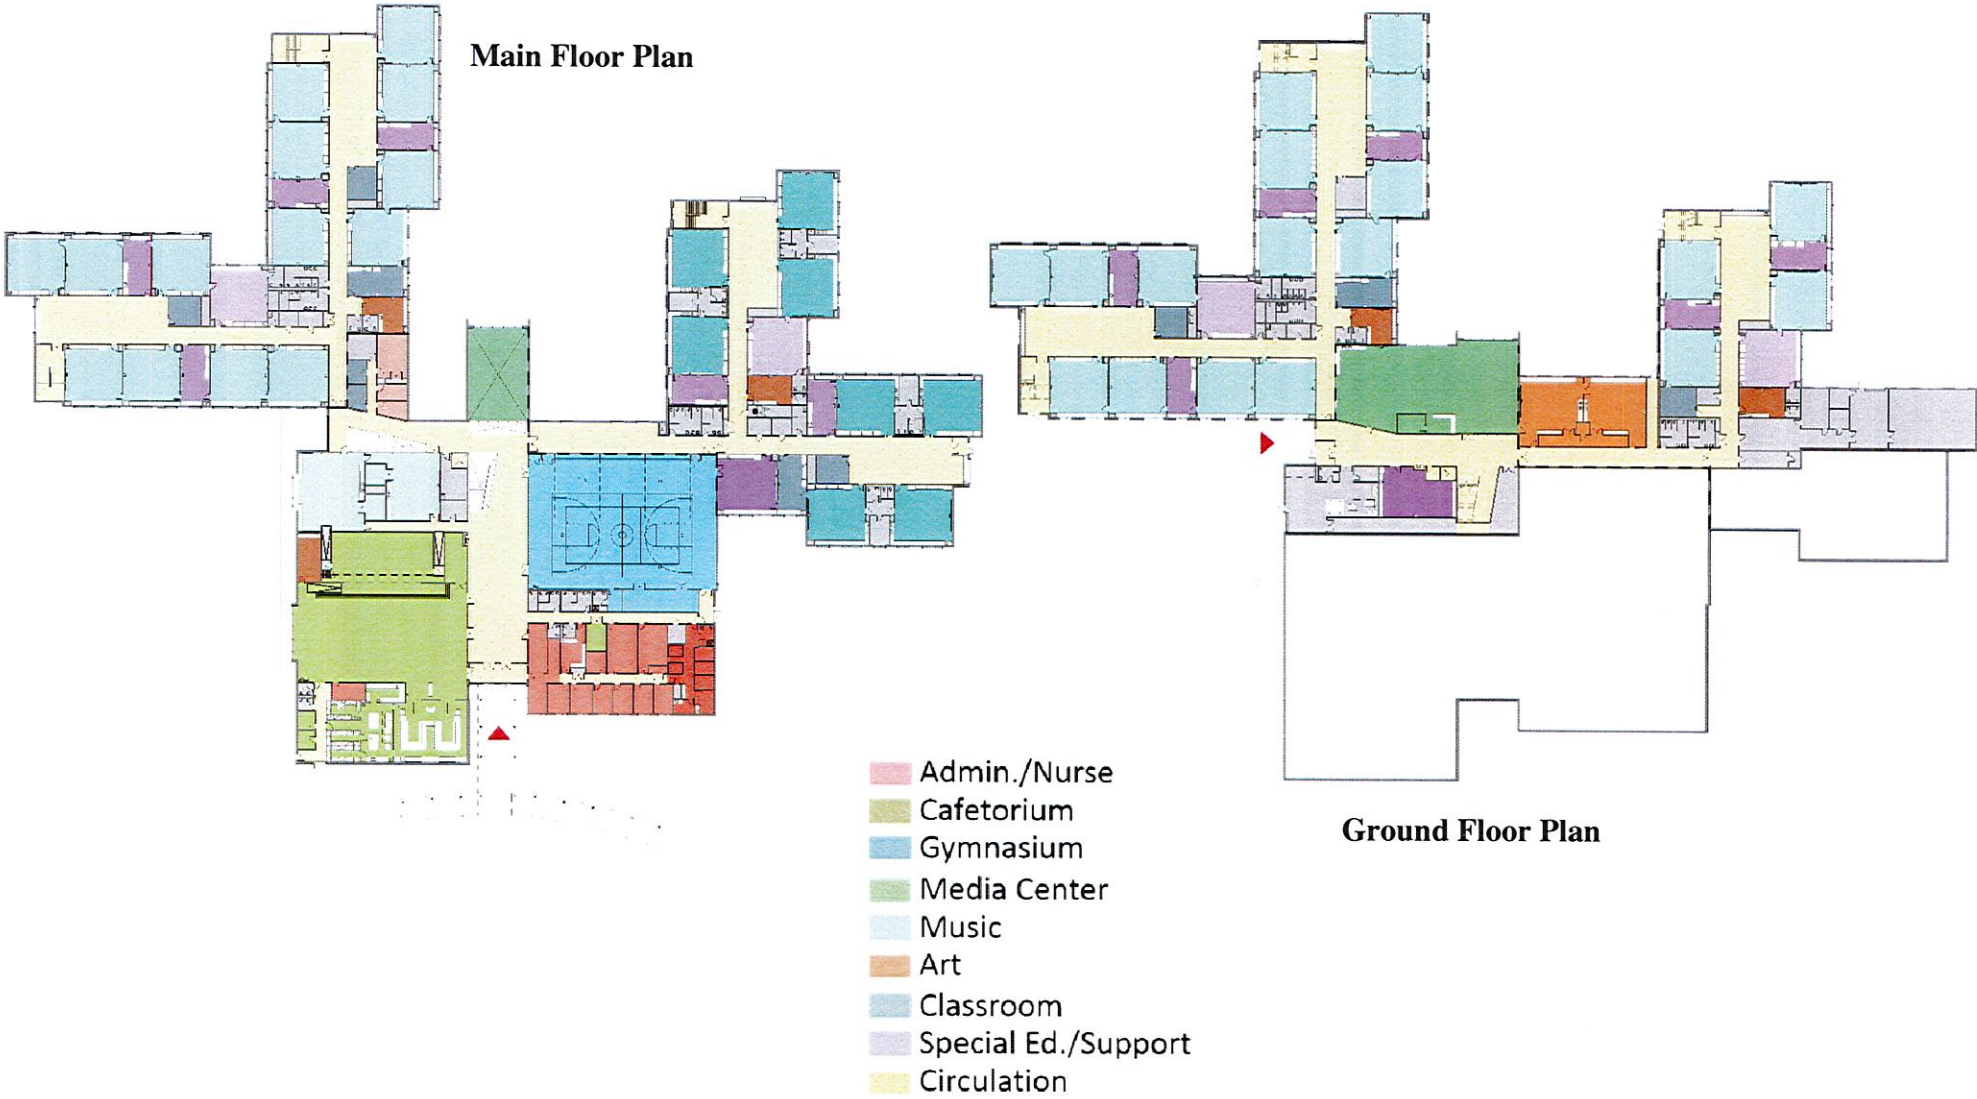 Main Floor Plan
Admin./Nurse
Cafetorium
Gymnasium
Media Center
Music
Art
Classroom
Special Ed./Support
Circulation
Ground Floor Plan